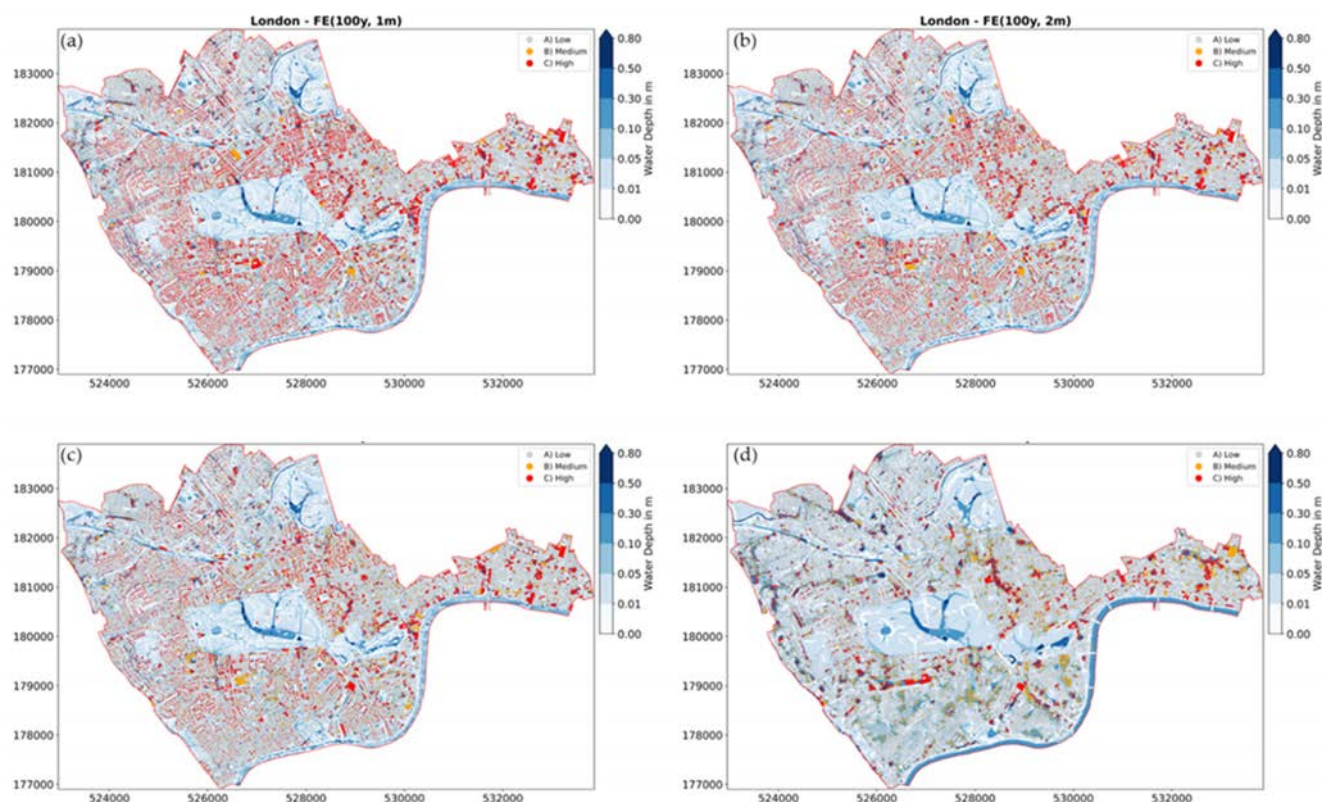 London - FE(100y, 1m)
(a)
A) Low
B) Medium
C) High
183000
182000
181000
180000
179000
178000
177000
524000 526000 528000 530000 532000
0.80
0.50
0.30
0.10
0.05
0.01
0.00
Water Depth in m
London - FE(100y, 2m)
(b)
A) Low
B) Medium
C) High
183000
182000
181000
180000
179000
178000
177000
524000 526000 528000 530000 532000
0.80
0.50
0.30
0.10
0.05
0.01
0.00
Water Depth in m
(c)
A) Low
B) Medium
C) High
183000
182000
181000
180000
179000
178000
177000
524000 526000 528000 530000 532000
0.80
0.50
0.30
0.10
0.05
0.01
0.00
Water Depth in m
(d)
A) Low
B) Medium
C) High
183000
182000
181000
180000
179000
178000
177000
524000 526000 528000 530000 532000
0.80
0.50
0.30
0.10
0.05
0.01
0.00
Water Depth in m